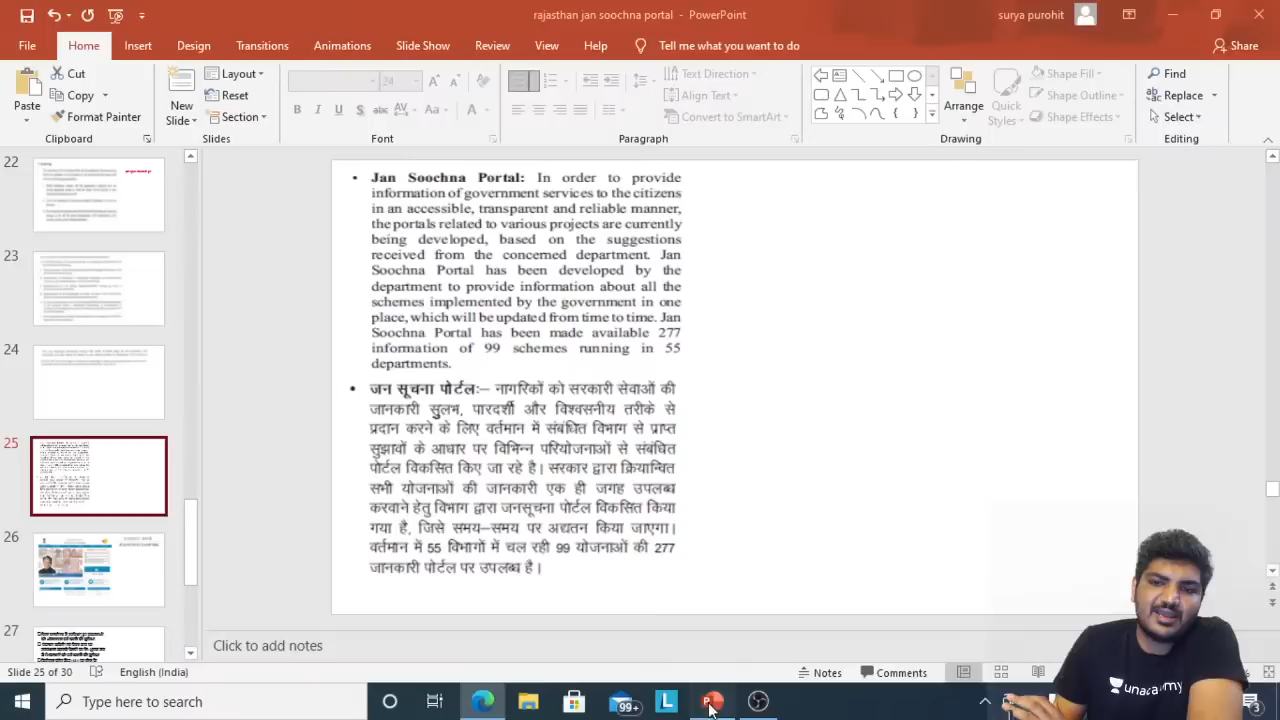 rajasthan jan soochna portal - PowerPoint
surya purohit
File Home Insert Design Transitions Animations Slide Show Review View Help Tell me what you want to do Share
Paste
Cut
Copy
Format Painter
Clipboard
New
Slide
Layout
Reset
Section
Slides
24
Font
Text Direction
Align Text
Convert to SmartArt
Paragraph
Arrange
Quick
Styles
Shape Fill
Shape Outline
Shape Effects
Drawing
Find
Replace
Select
Editing
22
23
24
25
26
27
• Jan Soochna Portal: In order to provide
information of government services to the citizens
in an accessible, transparent and reliable manner,
the portals related to various projects are currently
being developed, based on the suggestions
received from the concerned department. Jan
Soochna Portal has been developed by the
department to provide information about all the
schemes implemented by the government in one
place, which will be updated from time to time. Jan
Soochna Portal has been made available 277
information of 99 schemes running in 55
departments.
• जन सूचना पोर्टलः– नागरिकों को सरकारी सेवाओं की
जानकारी सुलभ, पारदर्शी और विश्वसनीय तरीके से
प्रदान करने के लिए वर्तमान में संबंधित विभाग से प्राप्त
सुझावों के आधार पर विभिन्न परियोजनाओं से संबंधित
पोर्टल विकसित किए जा रहे है। सरकार द्वारा क्रियान्वित
सभी योजनाओं की जानकारी एक ही जगह उपलब्ध
करवाने हेतु विभाग द्वारा जनसूचना पोर्टल विकसित किया
गया है, जिसे समय–समय पर अद्यतन किया जाएगा।
वर्तमान में 55 विभागों में चल रही 99 योजनाओं की 277
जानकारी पोर्टल पर उपलब्ध है।
Click to add notes
Slide 25 of 30
English (India)
Notes
Comments
unacademy
Type here to search
99+
L
3